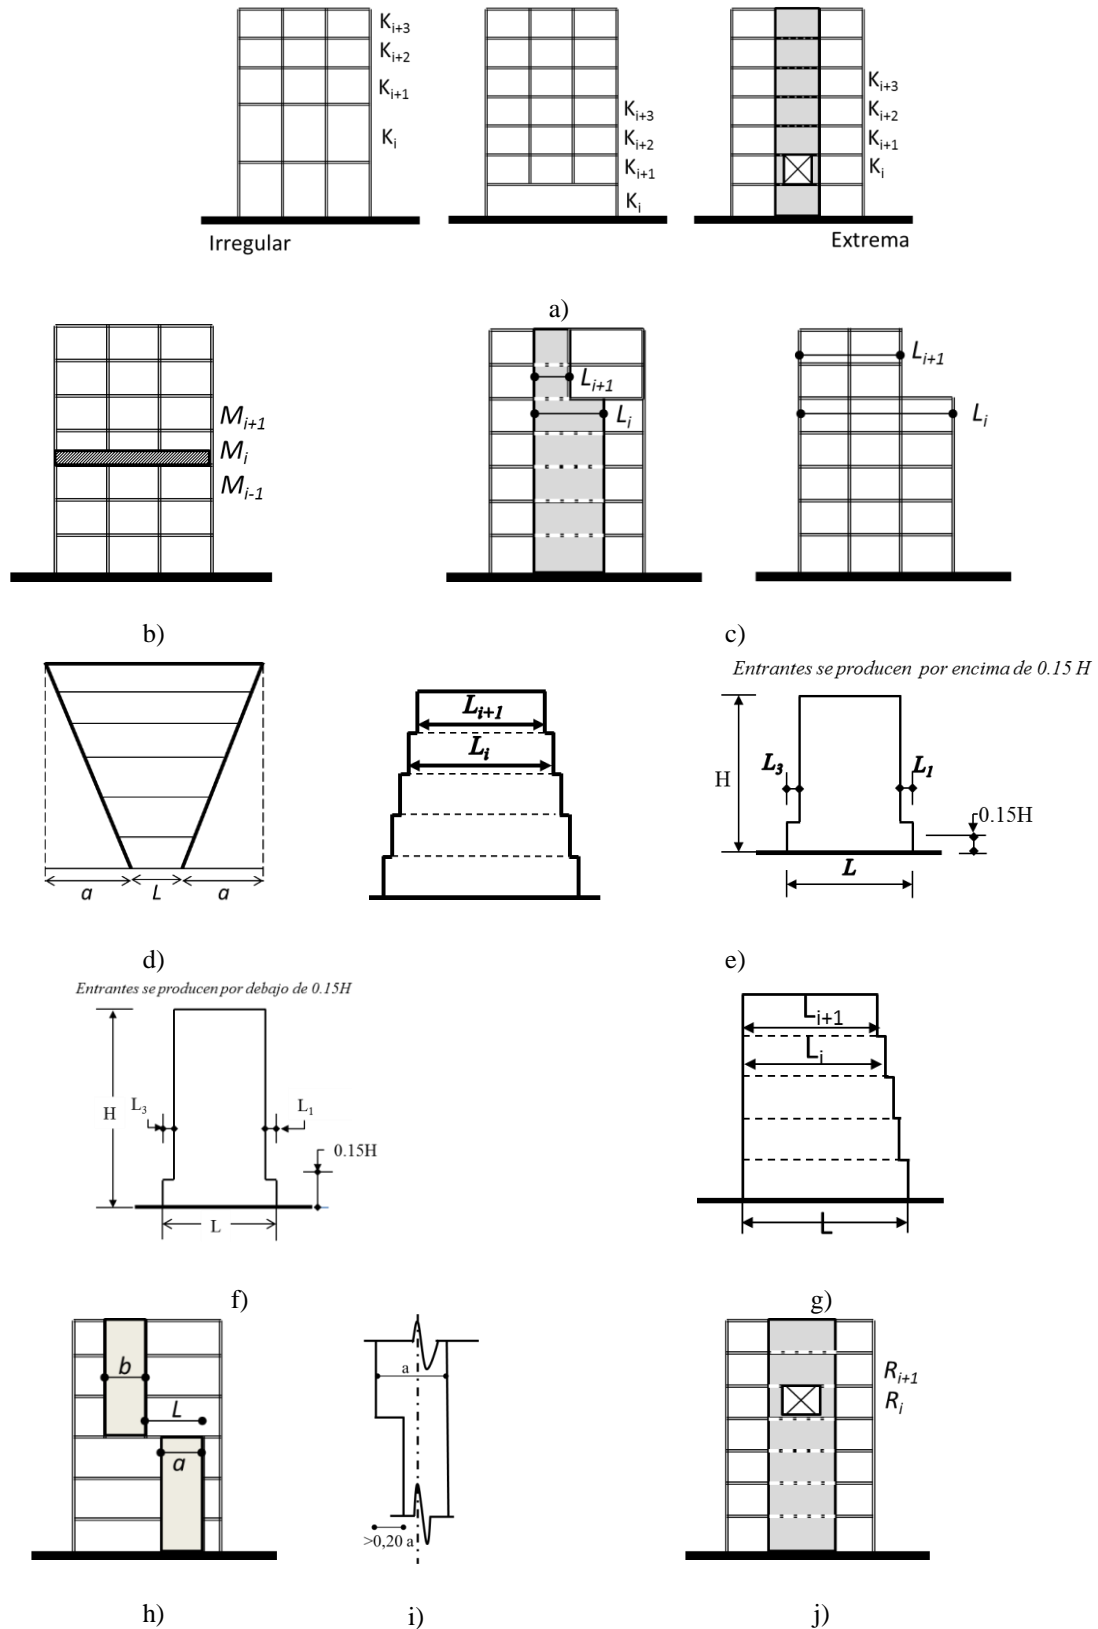 K_{i+3}
K_{i+2}
K_{i+1}
K_i
Irregular
K_{i+3}
K_{i+2}
K_{i+1}
K_i
K_{i+3}
K_{i+2}
K_{i+1}
K_i
Extrema
a)
M_{i+1}
M_i
M_{i-1}
b)
L_{i+1}
L_i
L_{i+1}
L_i
c)
a L a
d)
L_{i+1}
L_i
Entrantes se producen por encima de 0.15 H
H
L_3
L_1
0.15H
L
e)
Entrantes se producen por debajo de 0.15H
H
L_3
L_1
0.15H
L
f)
L_{i+1}
L_i
L
g)
b
L
a
h)
a
>0,20 a
i)
R_{i+1}
R_i
j)